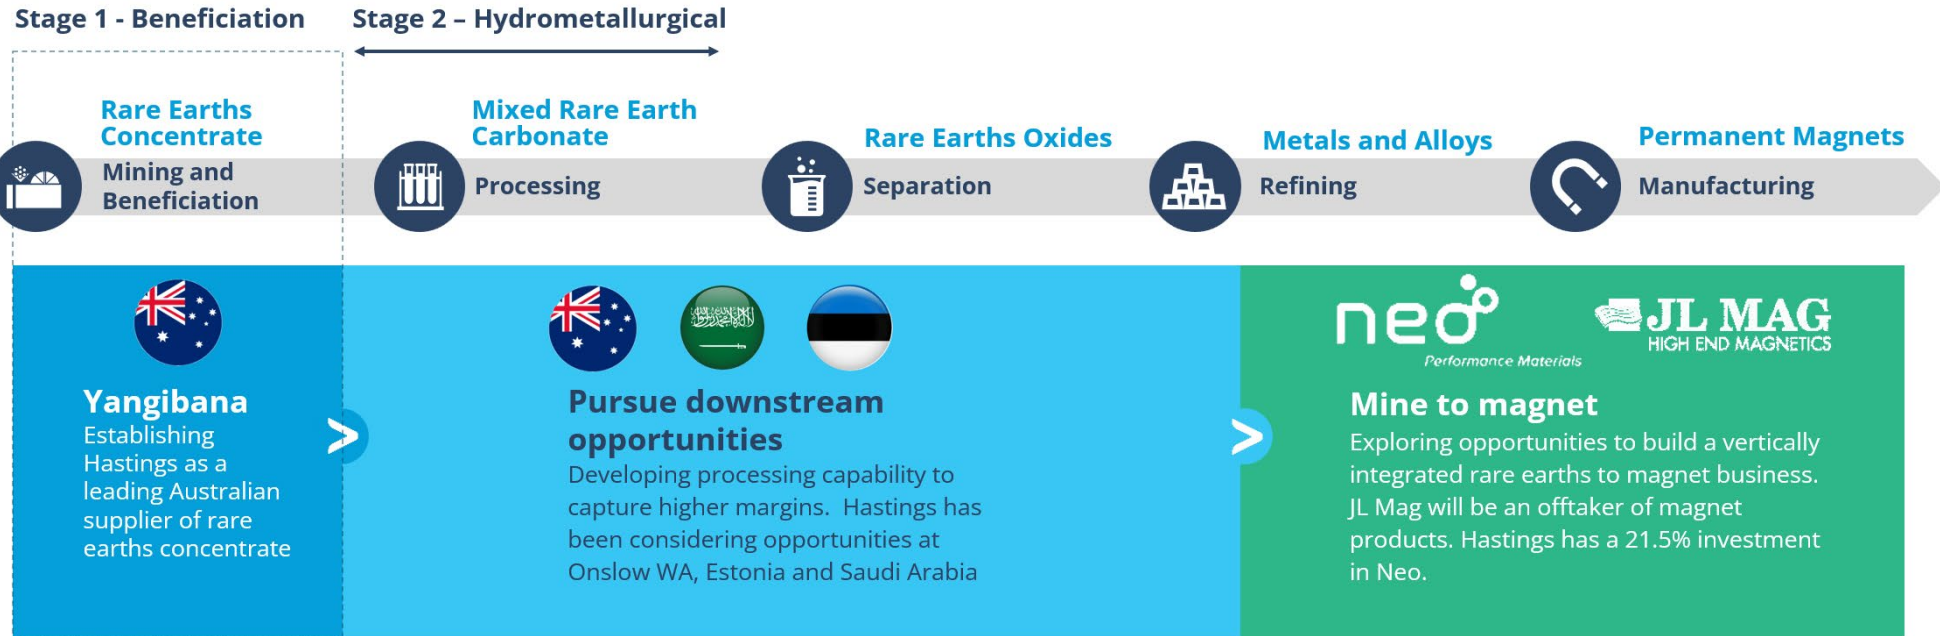 Stage 1 - Beneficiation
Stage 2 – Hydrometallurgical
Rare Earths
Concentrate
Mining and
Beneficiation
Mixed Rare Earth
Carbonate
Processing
Rare Earths Oxides
Separation
Metals and Alloys
Refining
Permanent Magnets
Manufacturing
Yangibana
Establishing
Hastings as a
leading Australian
supplier of rare
earths concentrate
>
Pursue downstream
opportunities
Developing processing capability to
capture higher margins.  Hastings has
been considering opportunities at
Onslow WA, Estonia and Saudi Arabia
>
neo
Performance Materials
JL MAG
HIGH END MAGNETICS
Mine to magnet
Exploring opportunities to build a vertically
integrated rare earths to magnet business.
JL Mag will be an offtaker of magnet
products. Hastings has a 21.5% investment
in Neo.